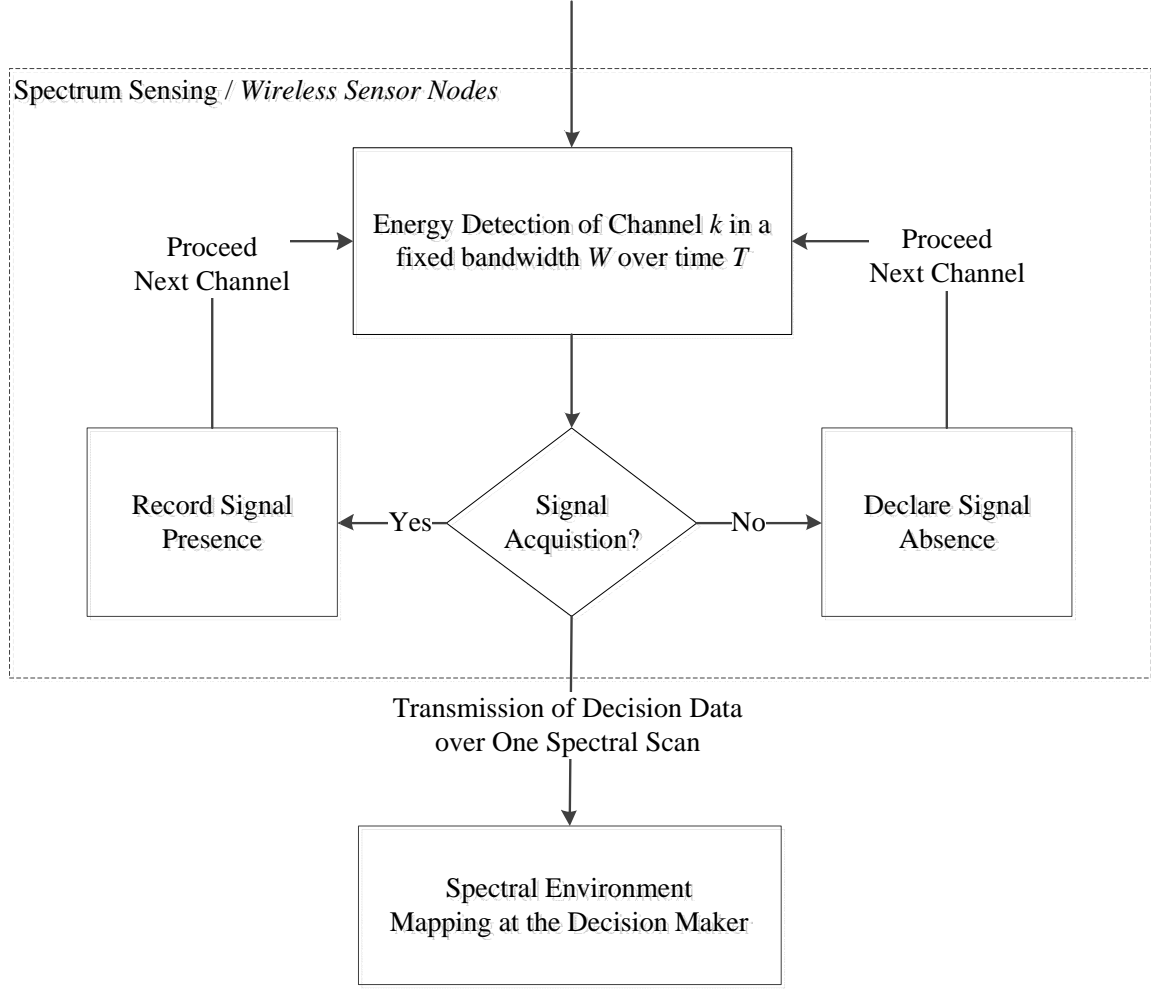 Spectrum Sensing / Wireless Sensor Nodes
Energy Detection of Channel k in a
fixed bandwidth W over time T
Proceed
Next Channel
Proceed
Next Channel
Record Signal
Presence
Yes
Signal
Acquistion?
No
Declare Signal
Absence
Transmission of Decision Data
over One Spectral Scan
Spectral Environment
Mapping at the Decision Maker